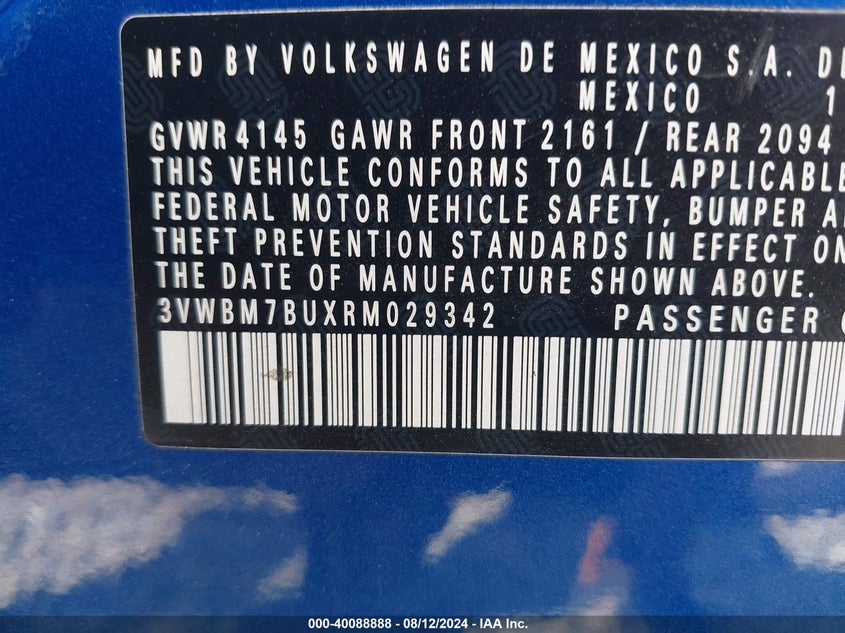 MFD BY VOLKSWAGEN DE MEXICO S.A. DE
MEXICO 1
GVWR 4145 GAWR FRONT 2161 / REAR 2094
THIS VEHICLE CONFORMS TO ALL APPLICABLE
FEDERAL MOTOR VEHICLE SAFETY, BUMPER
THEFT PREVENTION STANDARDS IN EFFECT ON
THE DATE OF MANUFACTURE SHOWN ABOVE.
3VWBM7BUXRM029342 PASSENGER
000-40088888 - 08/12/2024 - IAA Inc.